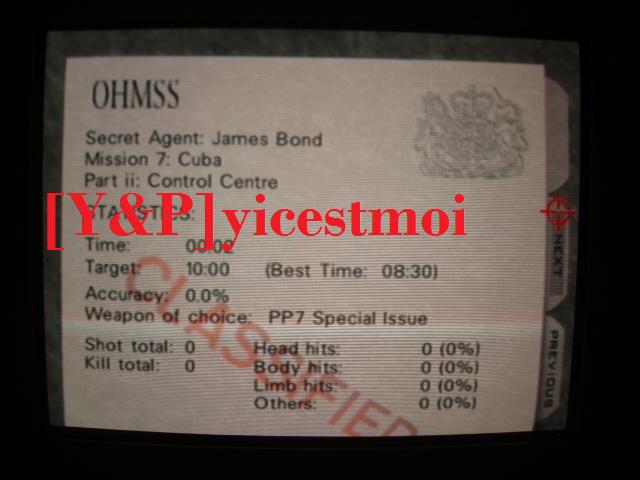 OHMSS
Secret Agent: James Bond
Mission 7: Cuba
Part ii: Control Centre
[Y&P]yicestmoi
STATISTICS:
Time: 00:02
Target: 10:00 (Best Time: 08:30)
Accuracy: 0.0%
Weapon of choice: PP7 Special Issue
Shot total: 0 Head hits: 0 (0%)
Kill total: 0 Body hits: 0 (0%)
Limb hits: 0 (0%)
Others: 0 (0%)
CLASSIFIED
NEXT
PREVIOUS